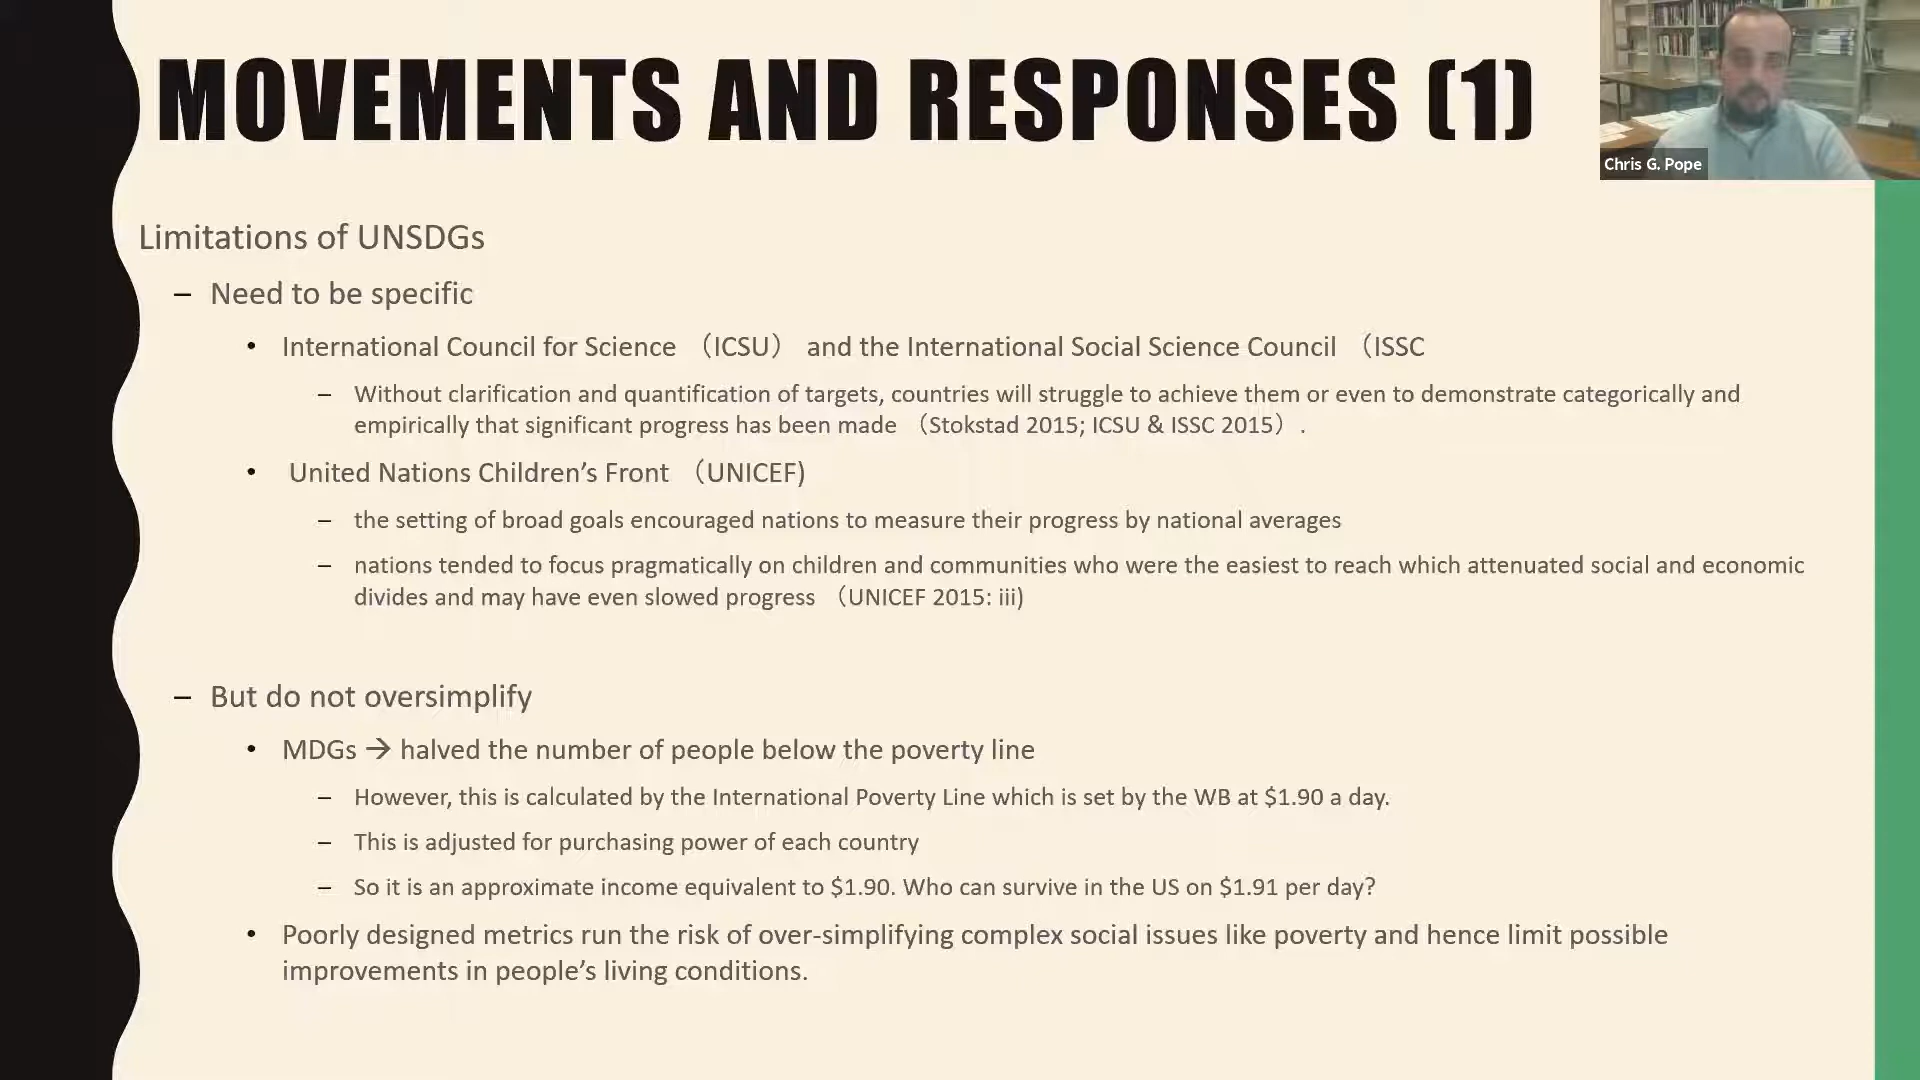 MOVEMENTS AND RESPONSES (1)
Chris G. Pope
Limitations of UNSDGs
– Need to be specific
• International Council for Science （ICSU） and the International Social Science Council （ISSC
– Without clarification and quantification of targets, countries will struggle to achieve them or even to demonstrate categorically and
empirically that significant progress has been made （Stokstad 2015; ICSU & ISSC 2015）.
• United Nations Children’s Front （UNICEF)
– the setting of broad goals encouraged nations to measure their progress by national averages
– nations tended to focus pragmatically on children and communities who were the easiest to reach which attenuated social and economic
divides and may have even slowed progress （UNICEF 2015: iii)
– But do not oversimplify
• MDGs → halved the number of people below the poverty line
– However, this is calculated by the International Poverty Line which is set by the WB at $1.90 a day.
– This is adjusted for purchasing power of each country
– So it is an approximate income equivalent to $1.90. Who can survive in the US on $1.91 per day?
• Poorly designed metrics run the risk of over-simplifying complex social issues like poverty and hence limit possible
improvements in people’s living conditions.